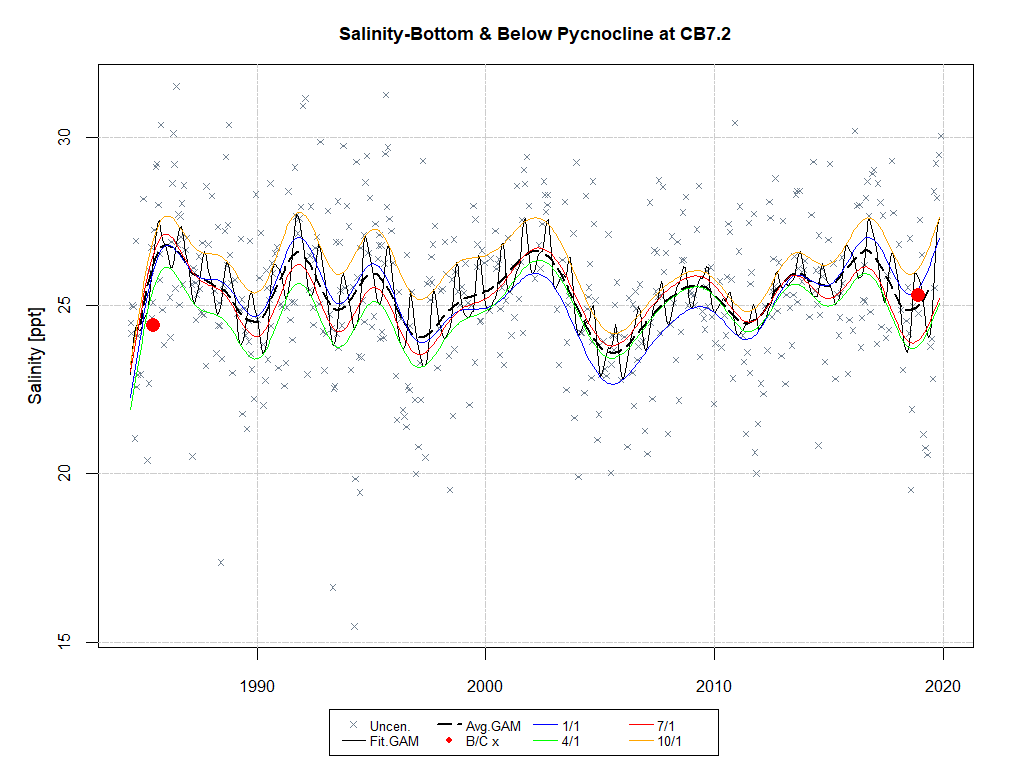 Salinity-Bottom & Below Pycnocline at CB7.2
Salinity [ppt]
30
25
20
15
1990 2000 2010 2020
Uncen. Avg.GAM 1/1 7/1
Fit.GAM B/C x 4/1 10/1